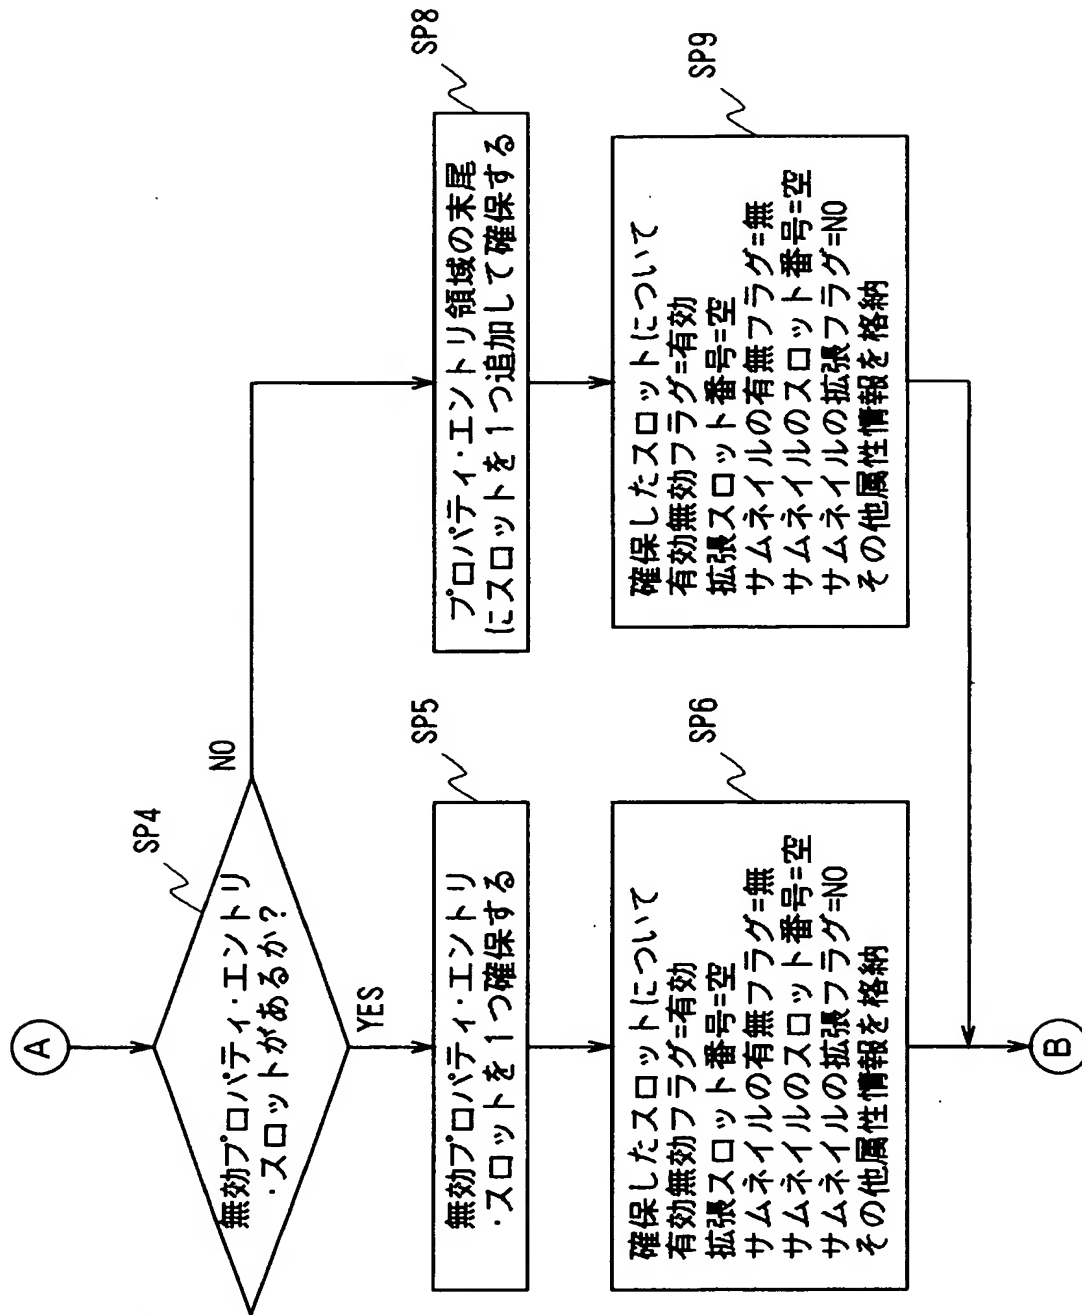 A
SP4
無効プロパティ・エントリ
・スロットがあるか?
NO
YES
SP5
無効プロパティ・エントリ
・スロットを1つ確保する
SP8
プロパティ・エントリ領域の末尾
にスロットを1つ追加して確保する
SP6
確保したスロットについて
有効無効フラグ=有効
拡張スロット番号=空
サムネイルの有無フラグ=無
サムネイルのスロット番号=空
サムネイルの拡張フラグ=NO
その他属性情報を格納
SP9
確保したスロットについて
有効無効フラグ=有効
拡張スロット番号=空
サムネイルの有無フラグ=無
サムネイルのスロット番号=空
サムネイルの拡張フラグ=NO
その他属性情報を格納
B